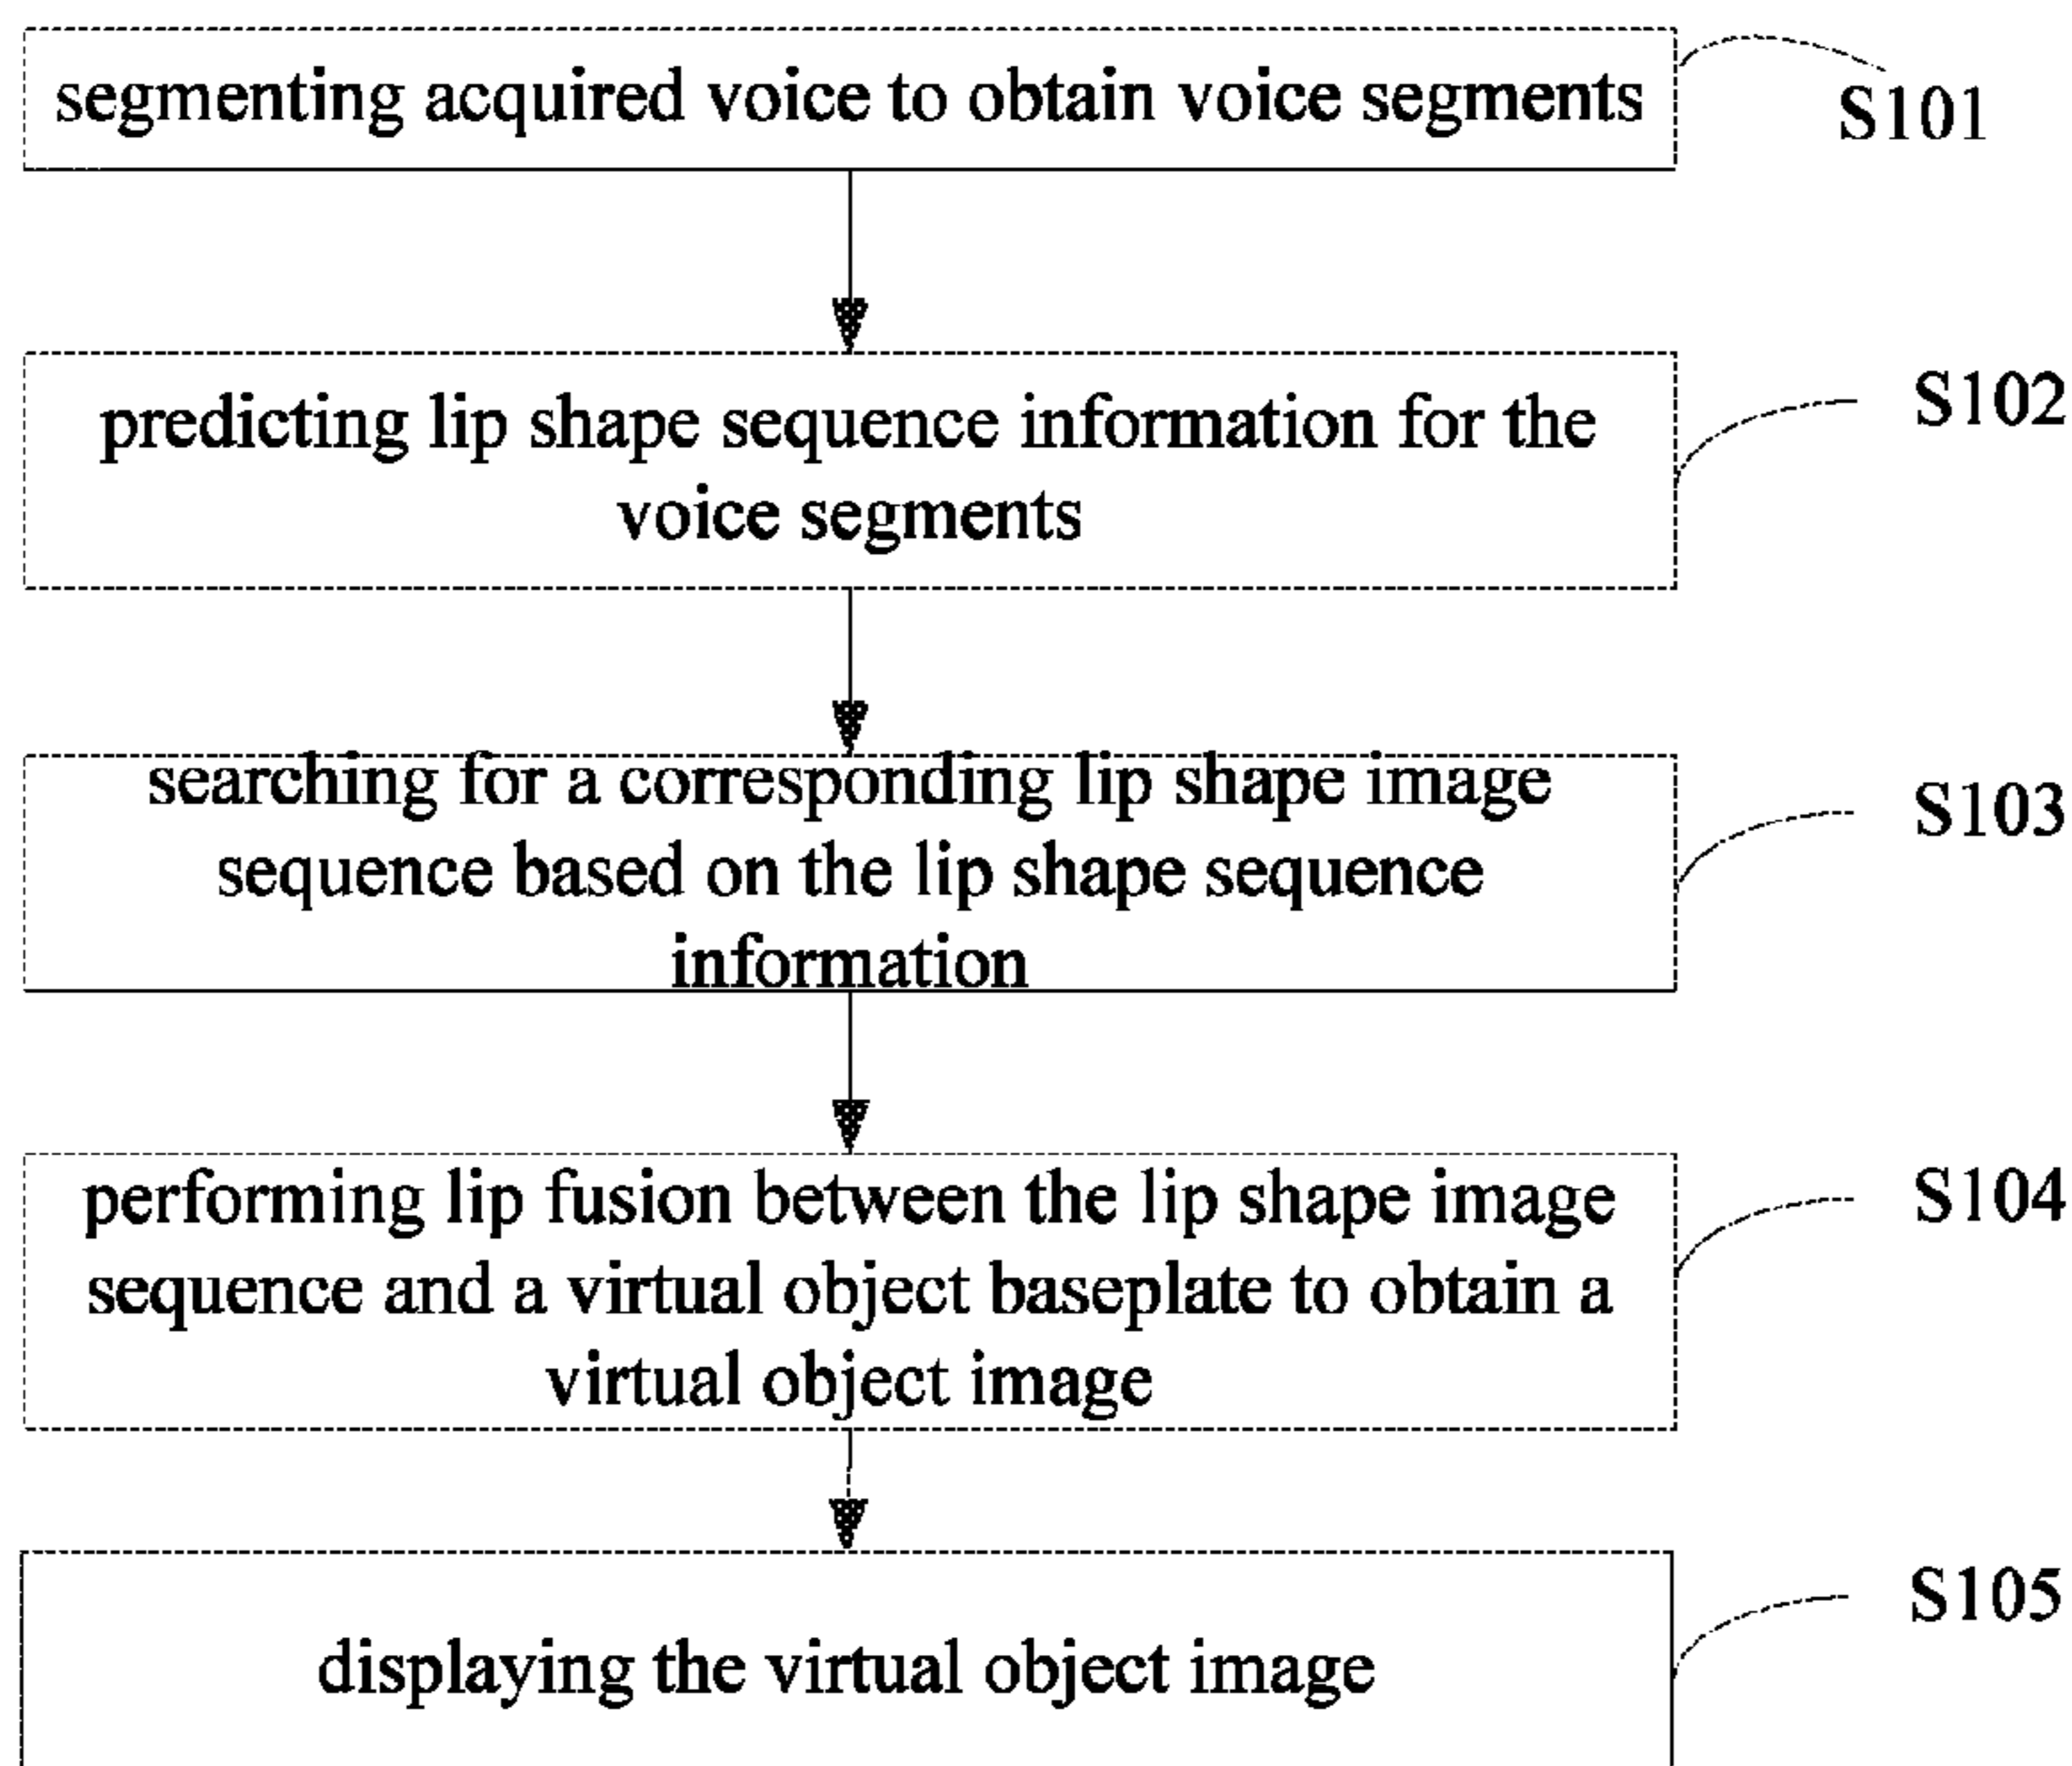 segmenting acquired voice to obtain voice segments
S101
predicting lip shape sequence information for the
voice segments
S102
searching for a corresponding lip shape image
sequence based on the lip shape sequence
information
S103
performing lip fusion between the lip shape image
sequence and a virtual object baseplate to obtain a
virtual object image
S104
displaying the virtual object image
S105